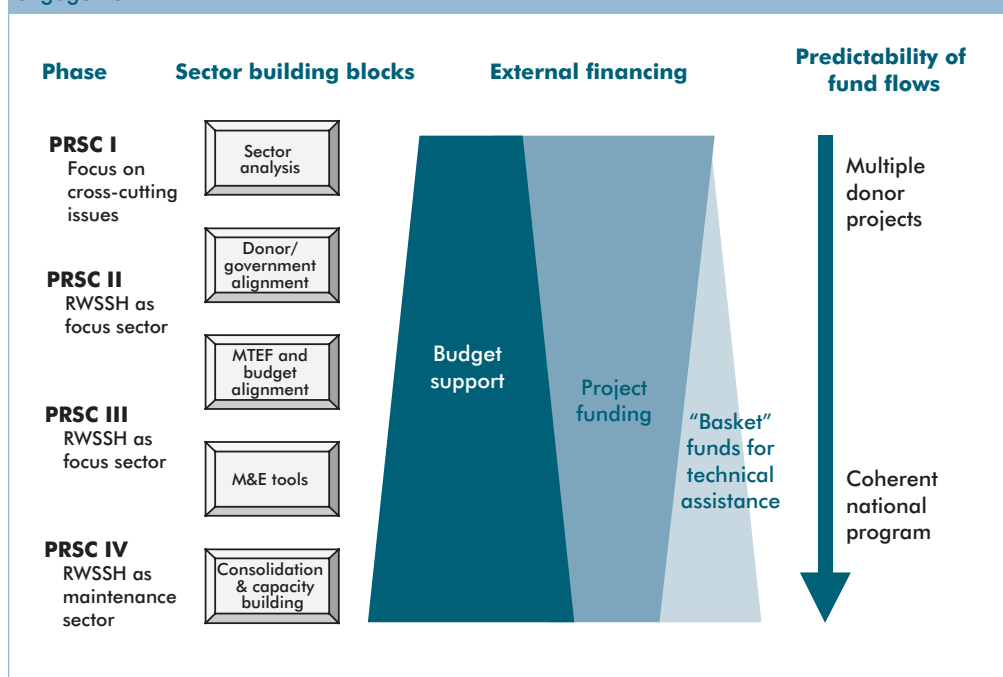 Phase
Sector building blocks
External financing
Predictability of
fund flows
PRSC I
Focus on
cross-cutting
issues
PRSC II
RWSSH as
focus sector
PRSC III
RWSSH as
focus sector
PRSC IV
RWSSH as
maintenance
sector
Sector
analysis
Donor/
government
alignment
MTEF and
budget
alignment
M&E tools
Consolidation
& capacity
building
Budget
support
Project
funding
“Basket”
funds for
technical
assistance
Multiple
donor
projects
Coherent
national
program